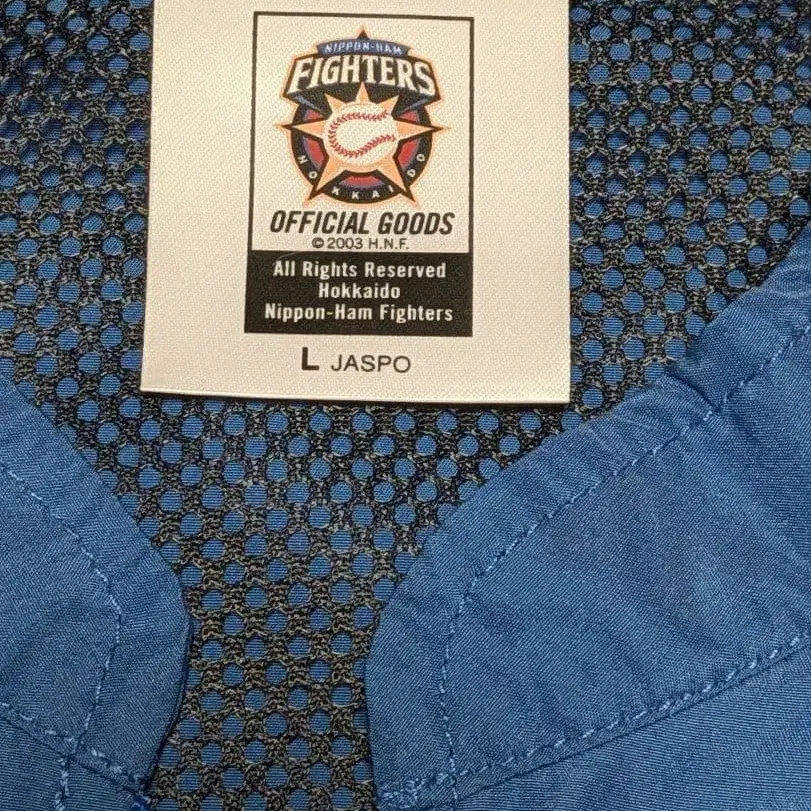 NIPPON-HAM
FIGHTERS
HOKKAIDO
OFFICIAL GOODS
© 2003 H.N.F.
All Rights Reserved
Hokkaido
Nippon-Ham Fighters
L JASPO